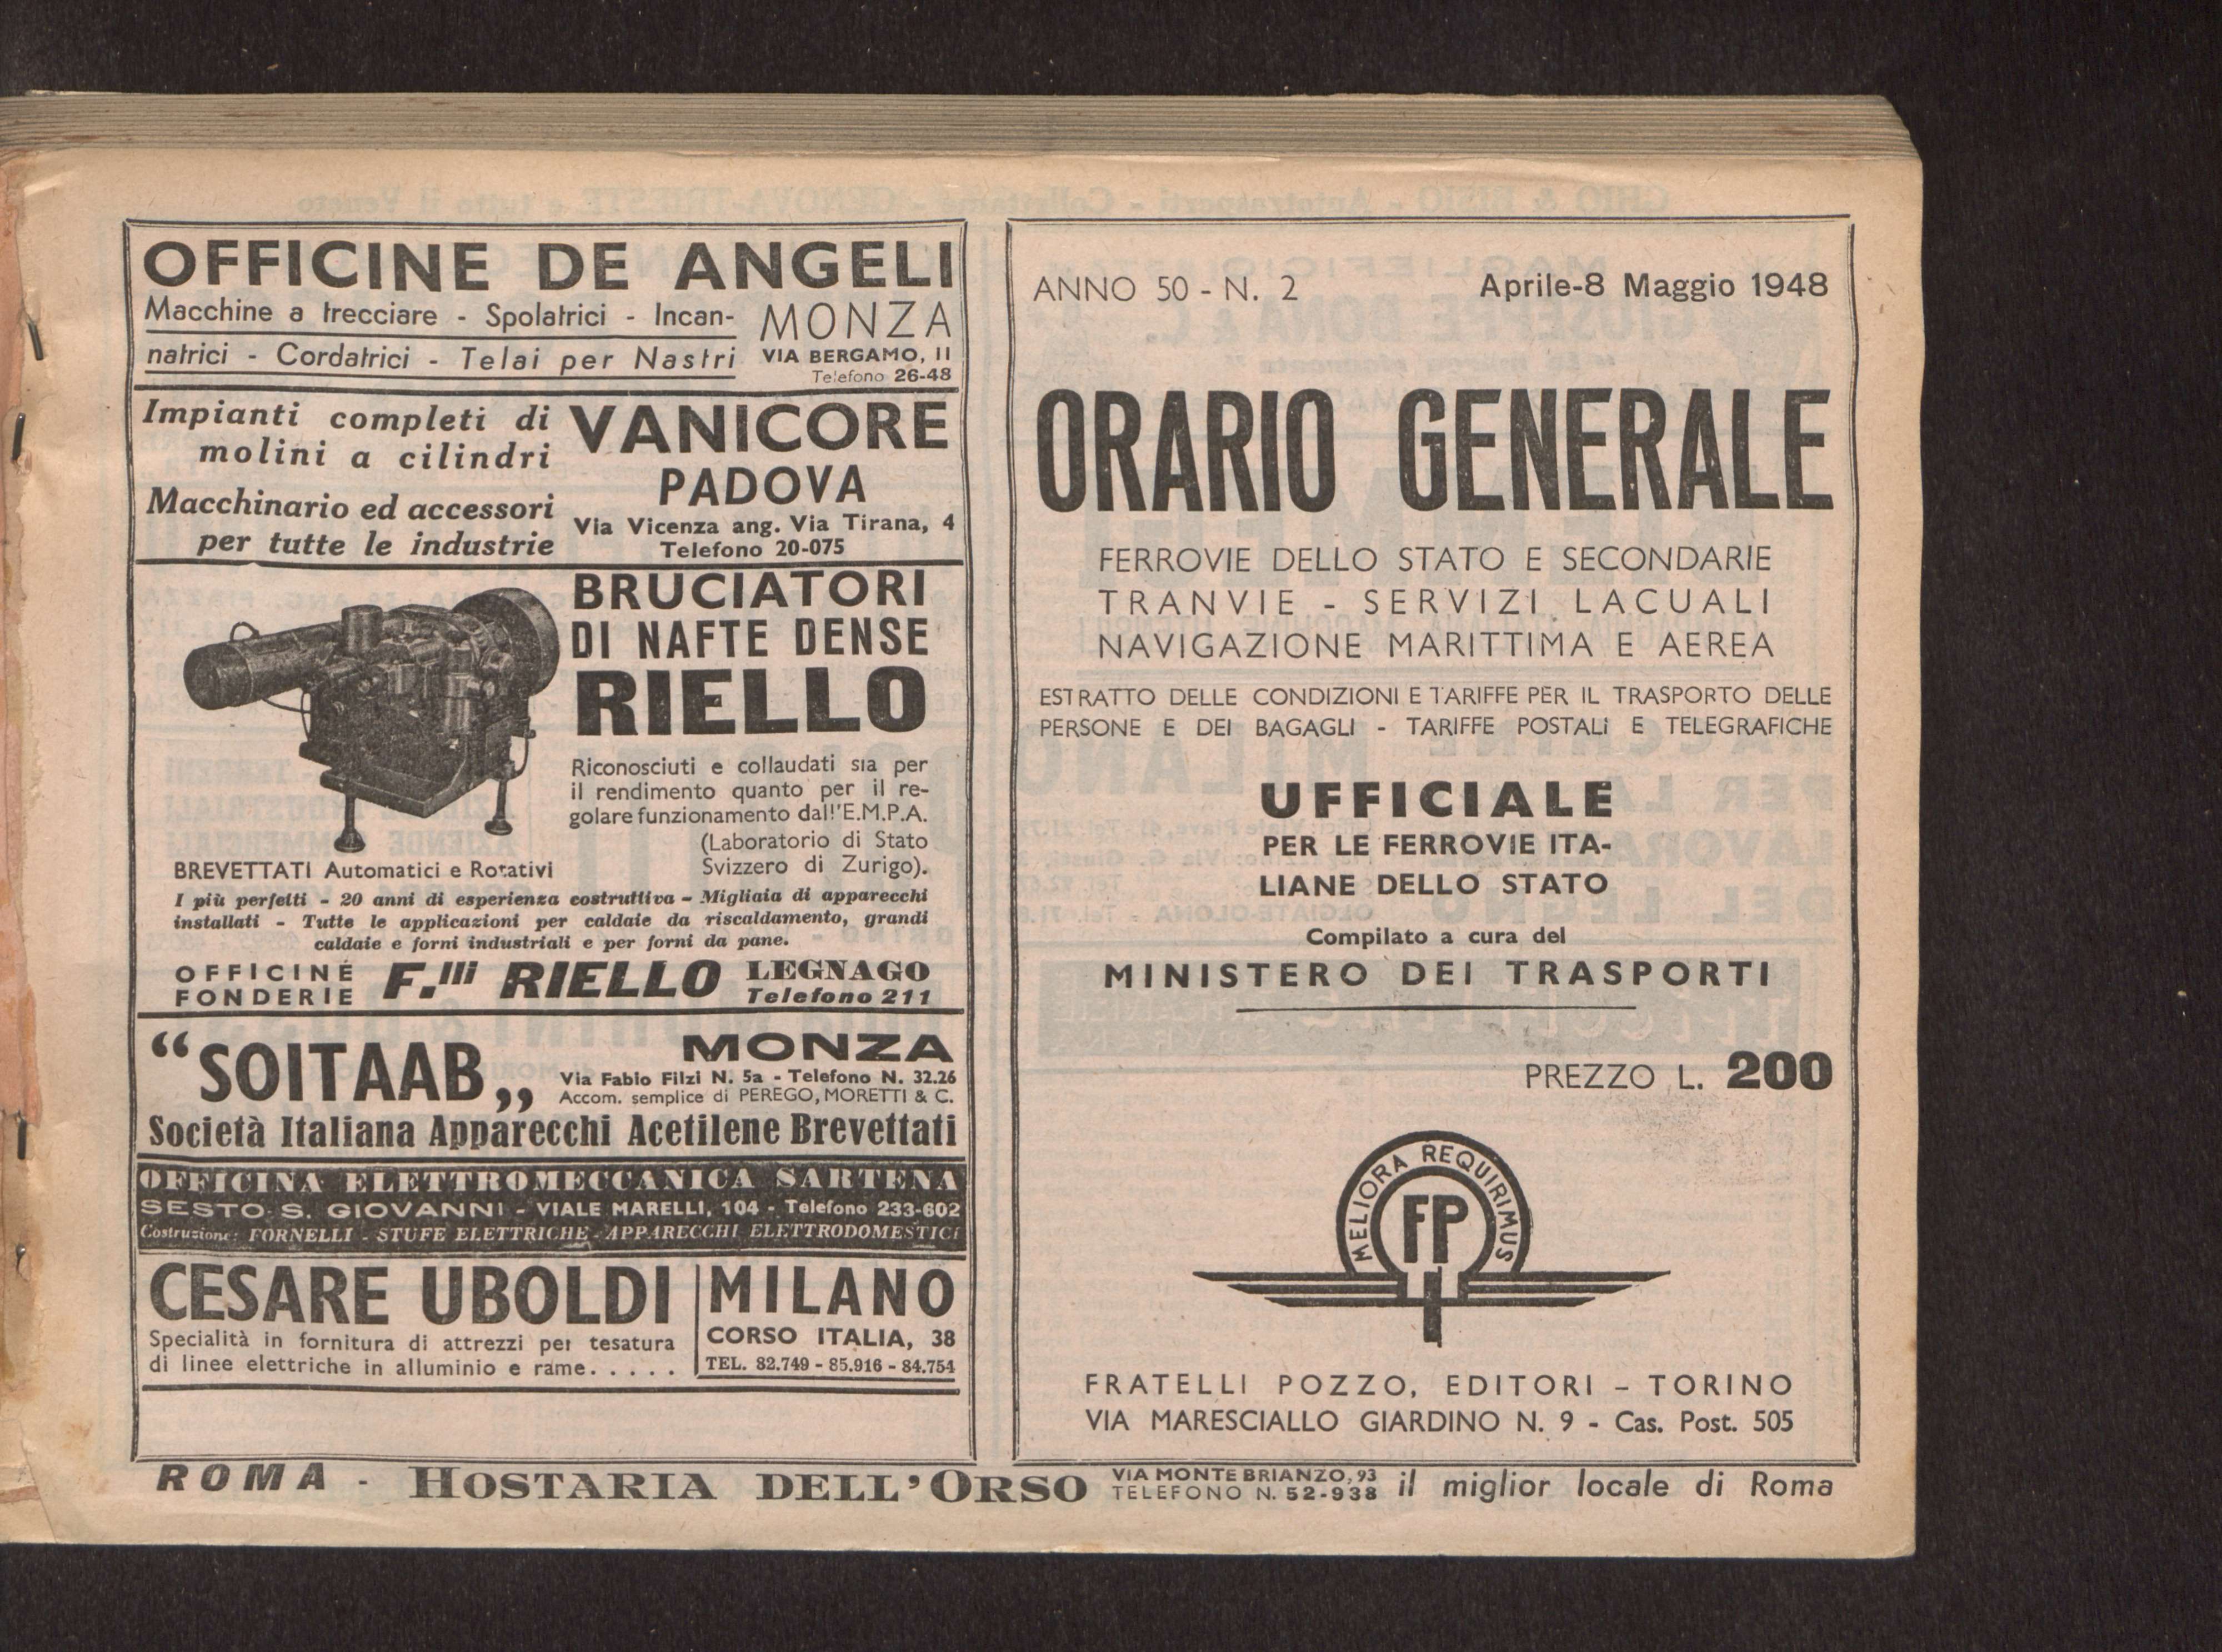 OFFICINE DE ANGELI
Macchine a trecciare - Spolatrici - Incan-
natrici - Cordatrici - Telai per Nastri
MONZA
VIA BERGAMO, 11
Telefono 26-48
Impianti completi di
molini a cilindri
Macchinario ed accessori
per tutte le industrie
VANICORE
PADOVA
Via Vicenza ang. Via Tirana, 4
Telefono 20-075
BRUCIATORI
DI NAFTE DENSE
RIELLO
Riconosciuti e collaudati sia per
il rendimento quanto per il re-
golare funzionamento dall'E.M.P.A.
(Laboratorio di Stato
Svizzero di Zurigo).
BREVETTATI Automatici e Rotativi
I più perfetti - 20 anni di esperienza costruttiva - Migliaia di apparecchi
installati - Tutte le applicazioni per caldaie da riscaldamento, grandi
caldaie e forni industriali e per forni da pane.
OFFICINE
FONDERIE
F.lli RIELLO
LEGNAGO
Telefono 211
“SOITAAB„
MONZA
Via Fabio Filzi N. 5a - Telefono N. 32.26
Accom. semplice di PEREGO, MORETTI & C.
Società Italiana Apparecchi Acetilene Brevettati
OFFICINA ELETTROMECCANICA SARTENA
SESTO S. GIOVANNI - VIALE MARELLI, 104 - Telefono 233-602
Costruzione: FORNELLI - STUFE ELETTRICHE - APPARECCHI ELETTRODOMESTICI
CESARE UBOLDI
Specialità in fornitura di attrezzi per tesatura
di linee elettriche in alluminio e rame. . . . .
MILANO
CORSO ITALIA, 38
TEL. 82.749 - 85.916 - 84.754
ANNO 50 - N. 2 Aprile-8 Maggio 1948
ORARIO GENERALE
FERROVIE DELLO STATO E SECONDARIE
TRANVIE - SERVIZI LACUALI
NAVIGAZIONE MARITTIMA E AEREA
ESTRATTO DELLE CONDIZIONI E TARIFFE PER IL TRASPORTO DELLE
PERSONE E DEI BAGAGLI - TARIFFE POSTALI E TELEGRAFICHE
UFFICIALE
PER LE FERROVIE ITA-
LIANE DELLO STATO
Compilato a cura del
MINISTERO DEI TRASPORTI
PREZZO L. 200
MELIORA REQUIRIMUS
FP
FRATELLI POZZO, EDITORI - TORINO
VIA MARESCIALLO GIARDINO N. 9 - Cas. Post. 505
ROMA - HOSTARIA DELL'ORSO
VIA MONTE BRIANZO, 93
TELEFONO N. 52-938
il miglior locale di Roma